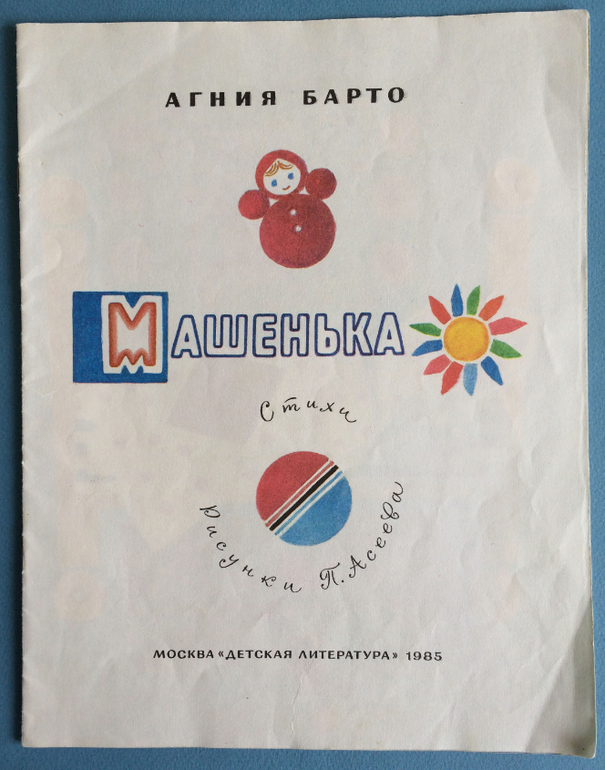 АГНИЯ БАРТО
МАШЕНЬКА
Стихи
Рисунки П. Асеева
МОСКВА «ДЕТСКАЯ ЛИТЕРАТУРА» 1985